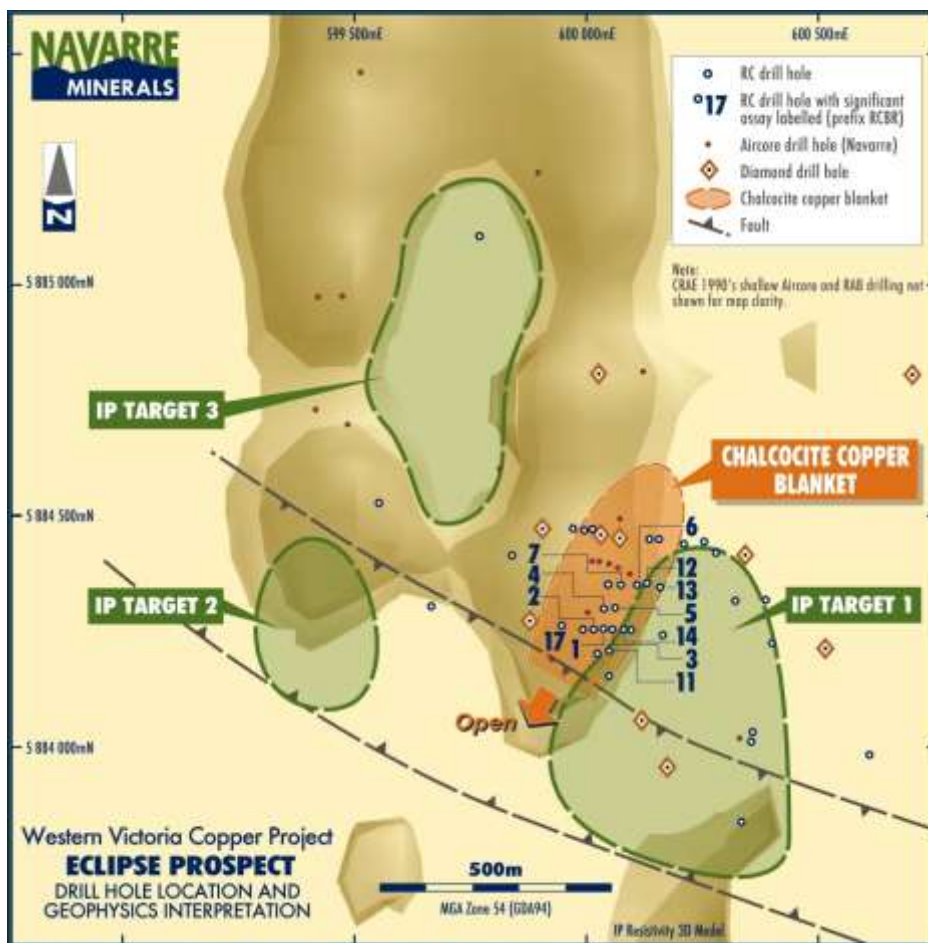 NAVARRE
MINERALS
599 500mE
600 000mE
600 500mE
RC drill hole
17
RC drill hole with significant
assay labelled (prefix RCBR)
Aircore drill hole (Navarre)
Diamond drill hole
Chalcocite copper blanket
Fault
Note:
CRAE 1990's shallow Aircore and RAB drilling not
shown for map clarity.
N
5 885 000mN
IP TARGET 3
CHALCOCITE COPPER
BLANKET
5 884 500mN
6
7
12
4
13
2
5
IP TARGET 2
IP TARGET 1
17
1
14
3
11
Open
5 884 000mN
Western Victoria Copper Project
ECLIPSE PROSPECT
DRILL HOLE LOCATION AND
GEOPHYSICS INTERPRETATION
500m
MGA Zone 54 (GDA94)
IP Resistivity 3D Model